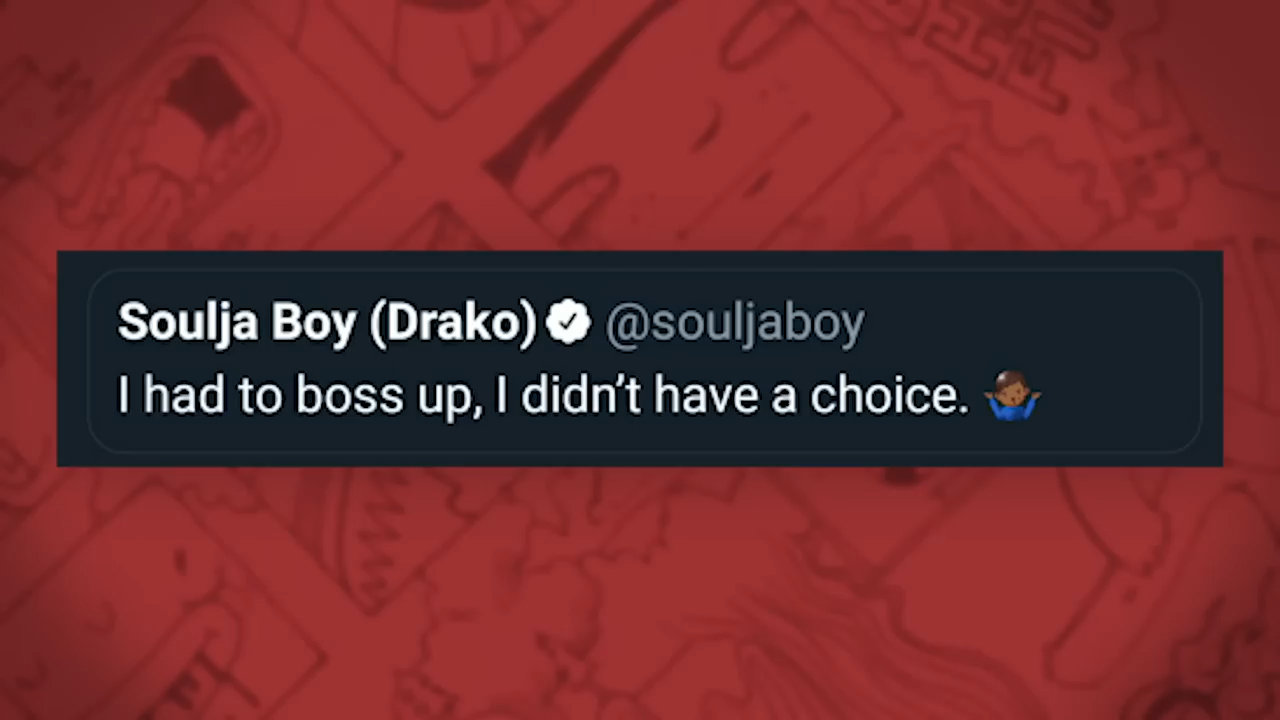 Soulja Boy (Drako) @souljaboy
I had to boss up, I didn’t have a choice. 🤷🏾‍♂️